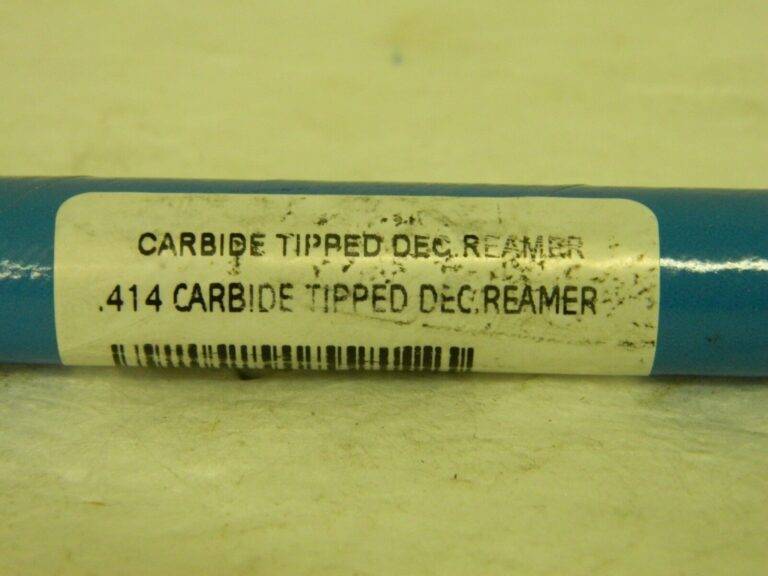 CARBIDE TIPPED DEC.REAMER
.414 CARBIDE TIPPED DEC.REAMER